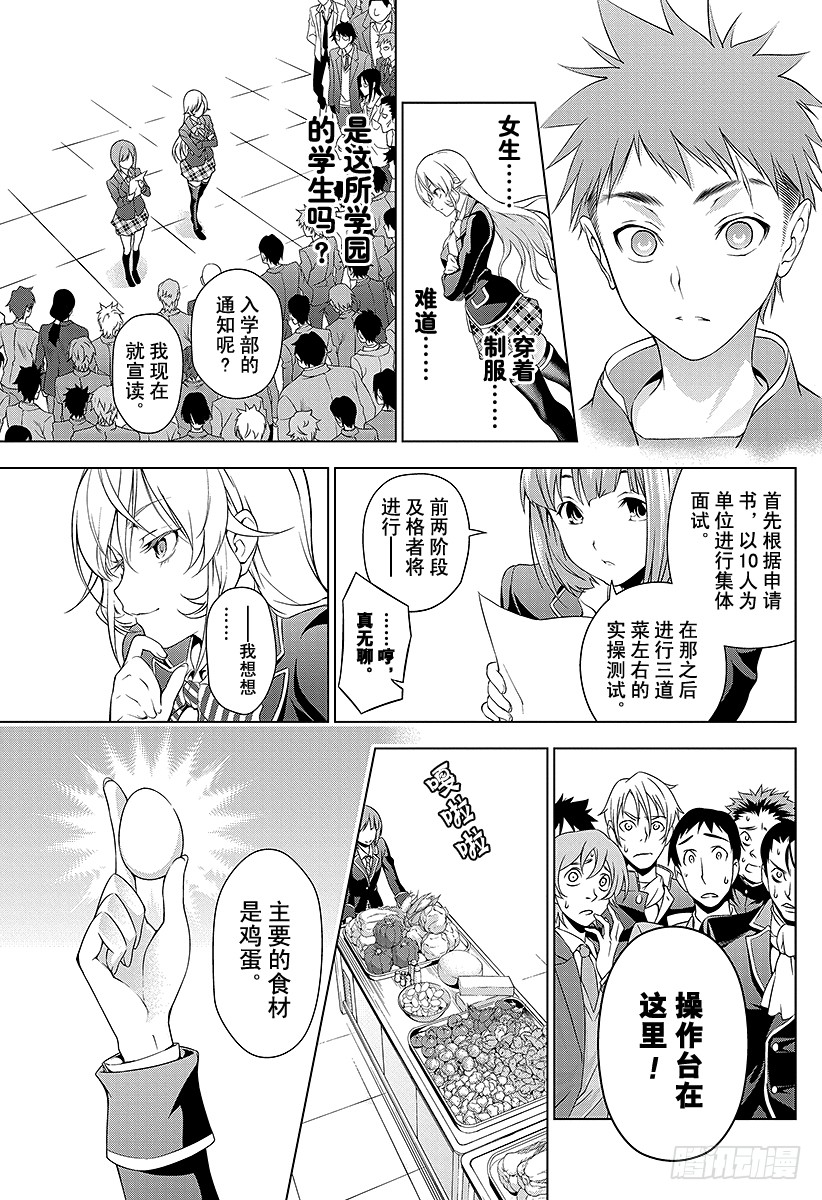 女生……
穿着
制服……
难道……
是这所学园
的学生吗？
入学部的
通知呢？
我现在
就宣读。
首先根据申请
书，以10人为
单位进行集体
面试。
在那之后
进行三道
菜左右的
实操测试。
前两阶段
及格者将
进行——
……哼，
真无聊。
——我想想
……
操作台在
这里！
嘎啦啦
主要的食材
是鸡蛋。
腾讯动漫